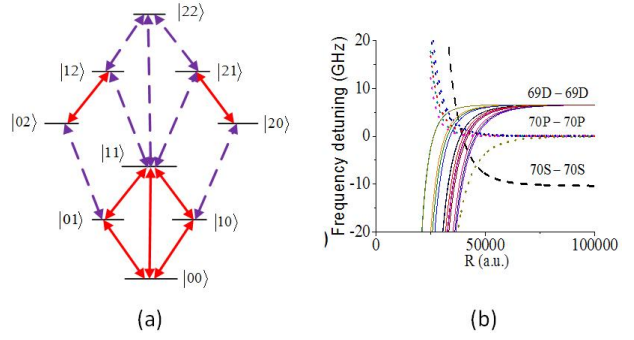 |22⟩
|12⟩
|21⟩
|02⟩
|20⟩
|11⟩
|01⟩
|10⟩
|00⟩
(a)
Frequency detuning (GHz)
)
20
10
0
-10
-20
69D – 69D
70P – 70P
70S – 70S
0
50000
100000
R (a.u.)
(b)